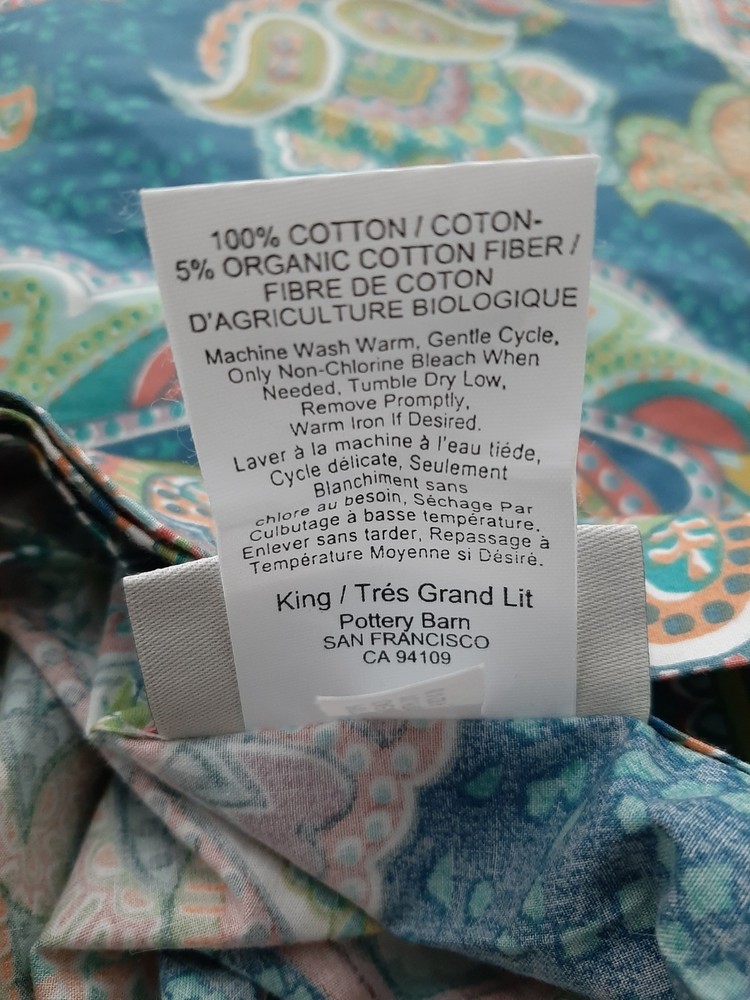 100% COTTON / COTON-
5% ORGANIC COTTON FIBER /
FIBRE DE COTON
D'AGRICULTURE BIOLOGIQUE
Machine Wash Warm, Gentle Cycle,
Only Non-Chlorine Bleach When
Needed, Tumble Dry Low,
Remove Promptly,
Warm Iron If Desired.
Laver à la machine à l'eau tiéde,
Cycle délicate, Seulement
Blanchiment sans
chlore au besoin, Séchage Par
Culbutage à basse température.
Enlever sans tarder, Repassage à
Température Moyenne si Désiré.
King / Trés Grand Lit
Pottery Barn
SAN FRANCISCO
CA 94109